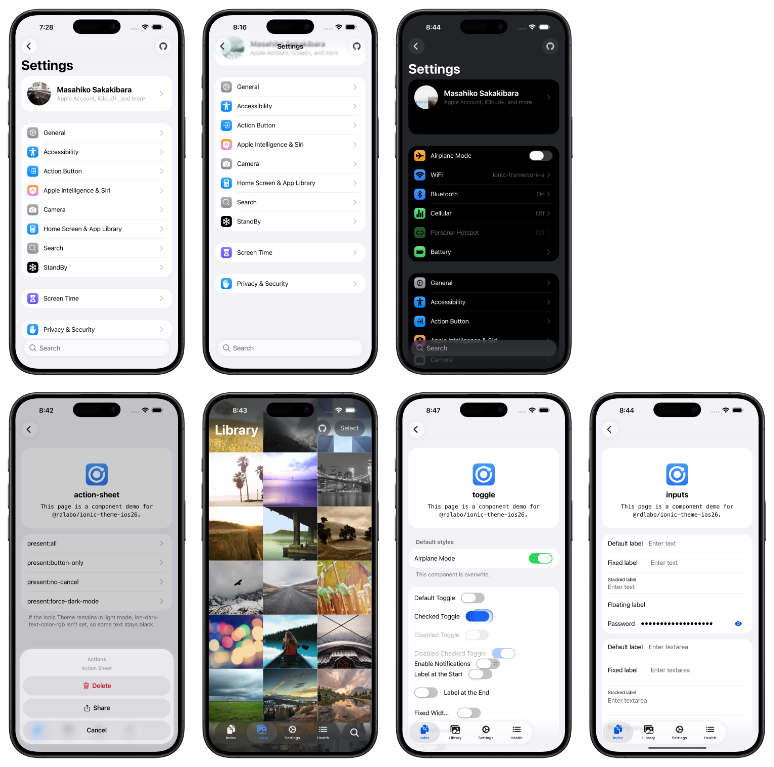 7:28
Settings
Masahiko Sakakibara
Apple Account, iCloud+, and more
General
Accessibility
Action Button
Apple Intelligence & Siri
Camera
Home Screen & App Library
Search
StandBy
Screen Time
Privacy & Security
Search
8:16
Masahiko Sakakibara
Settings
Apple Account, iCloud+, and more
General
Accessibility
Action Button
Apple Intelligence & Siri
Camera
Home Screen & App Library
Search
StandBy
Screen Time
Privacy & Security
Search
8:44
Settings
Masahiko Sakakibara
Apple Account, iCloud+, and more
Airplane Mode
WiFi ionic-framework-a
Bluetooth On
Cellular Off
Personal Hotspot Off
Battery
General
Accessibility
Action Button
Apple Intelligence & Siri
Search
Camera
8:42
action-sheet
This page is a component demo for
@rdlabo/ionic-theme-ios26.
present:all
present:button-only
present:no-cancel
present:force-dark-mode
If the Ionic Theme remains in light mode, ion-dark-
text-color-rgb isn't set, so some text stays black.
Actions
Action Sheet
Delete
Share
Cancel
8:43
Library
Select
Index Library Settings Health
8:47
toggle
This page is a component demo for
@rdlabo/ionic-theme-ios26.
Default styles
Airplane Mode
This component is overwrite.
Default Toggle
Checked Toggle
Disabled Toggle
Disabled Checked Toggle
Enable Notifications
Label at the Start
Label at the End
Fixed Widt...
Index Library Settings Health
8:44
inputs
This page is a component demo for
@rdlabo/ionic-theme-ios26.
Default label Enter text
Fixed label Enter text
Stacked label
Enter text
Floating label
Password
Default label Enter textarea
Fixed label Enter textarea
Stacked label
Enter textarea
Index Library Settings Health